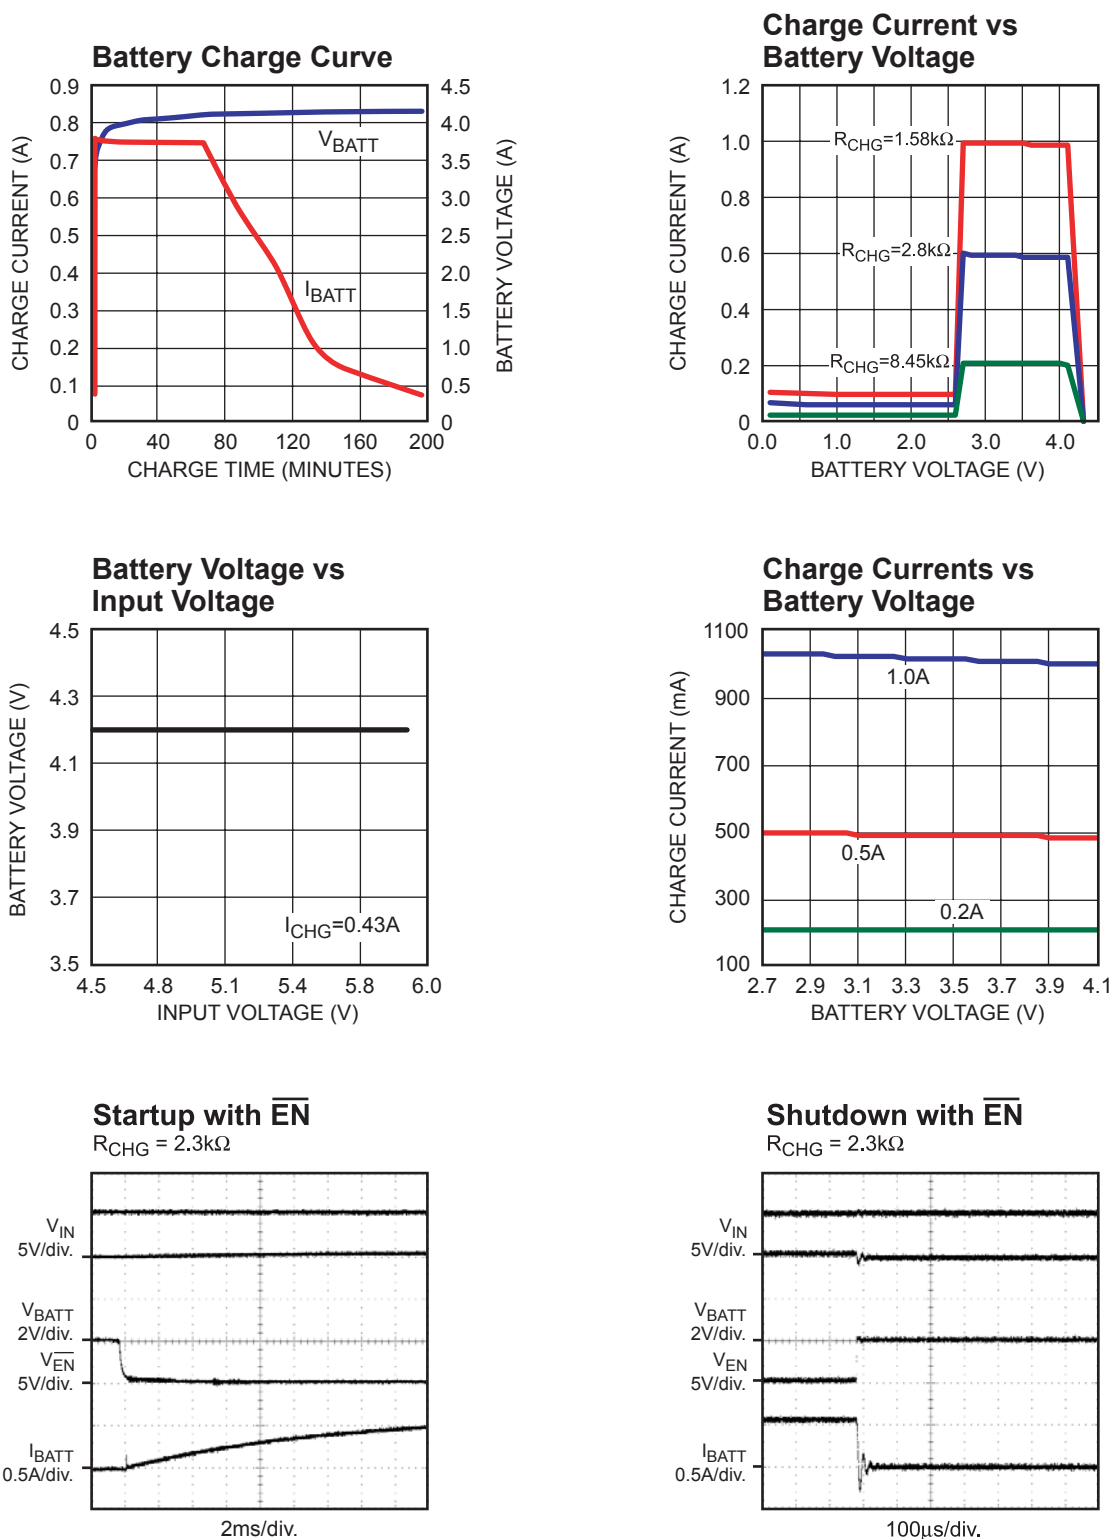 Battery Charge Curve
0.9
0.8
0.7
0.6
0.5
0.4
0.3
0.2
0.1
0
4.5
4.0
3.5
3.0
2.5
2.0
1.5
1.0
0.5
0
CHARGE CURRENT (A)
BATTERY VOLTAGE (A)
VBATT
IBATT
0 40 80 120 160 200
CHARGE TIME (MINUTES)
Charge Current vs
Battery Voltage
1.2
1.0
0.8
0.6
0.4
0.2
0
CHARGE CURRENT (A)
RCHG=1.58kΩ
RCHG=2.8kΩ
RCHG=8.45kΩ
0.0 1.0 2.0 3.0 4.0
BATTERY VOLTAGE (V)
Battery Voltage vs
Input Voltage
4.5
4.3
4.1
3.9
3.7
3.5
BATTERY VOLTAGE (V)
ICHG=0.43A
4.5 4.8 5.1 5.4 5.8 6.0
INPUT VOLTAGE (V)
Charge Currents vs
Battery Voltage
1100
900
700
500
300
100
CHARGE CURRENT (mA)
1.0A
0.5A
0.2A
2.7 2.9 3.1 3.3 3.5 3.7 3.9 4.1
BATTERY VOLTAGE (V)
Startup with E̅N̅
RCHG = 2.3kΩ
VIN
5V/div.
VBATT
2V/div.
VE̅N̅
5V/div.
IBATT
0.5A/div.
2ms/div.
Shutdown with E̅N̅
RCHG = 2.3kΩ
VIN
5V/div.
VBATT
2V/div.
VEN
5V/div.
IBATT
0.5A/div.
100µs/div.